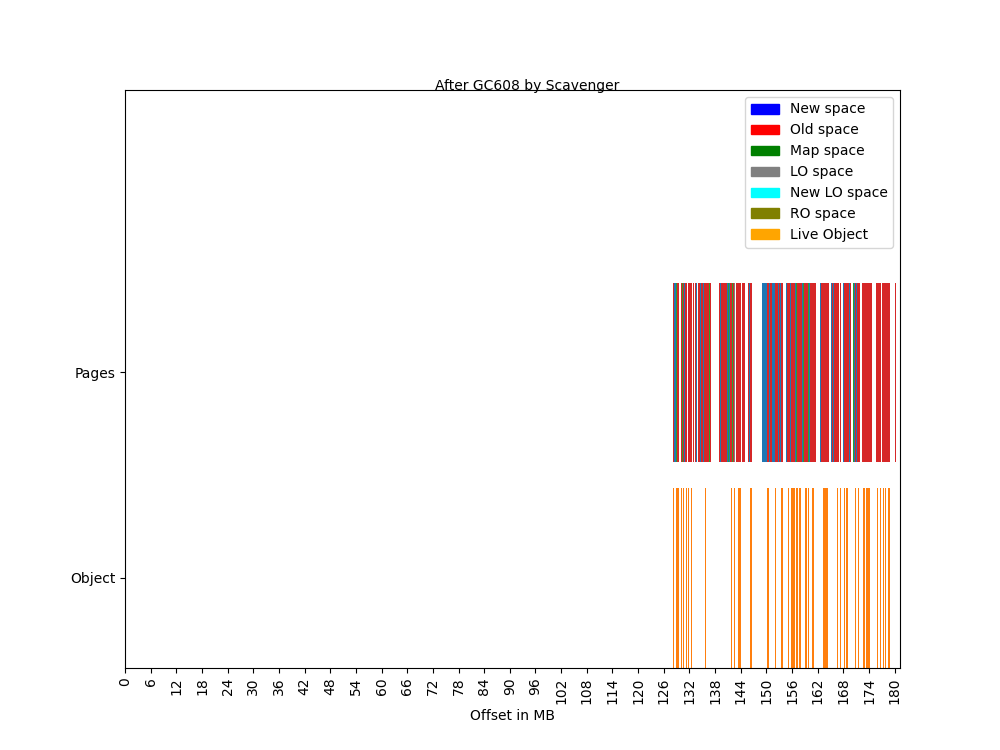 After GC608 by Scavenger
New space
Old space
Map space
LO space
New LO space
RO space
Live Object
Pages
Object
0 6 12 18 24 30 36 42 48 54 60 66 72 78 84 90 96 102 108 114 120 126 132 138 144 150 156 162 168 174 180
Offset in MB